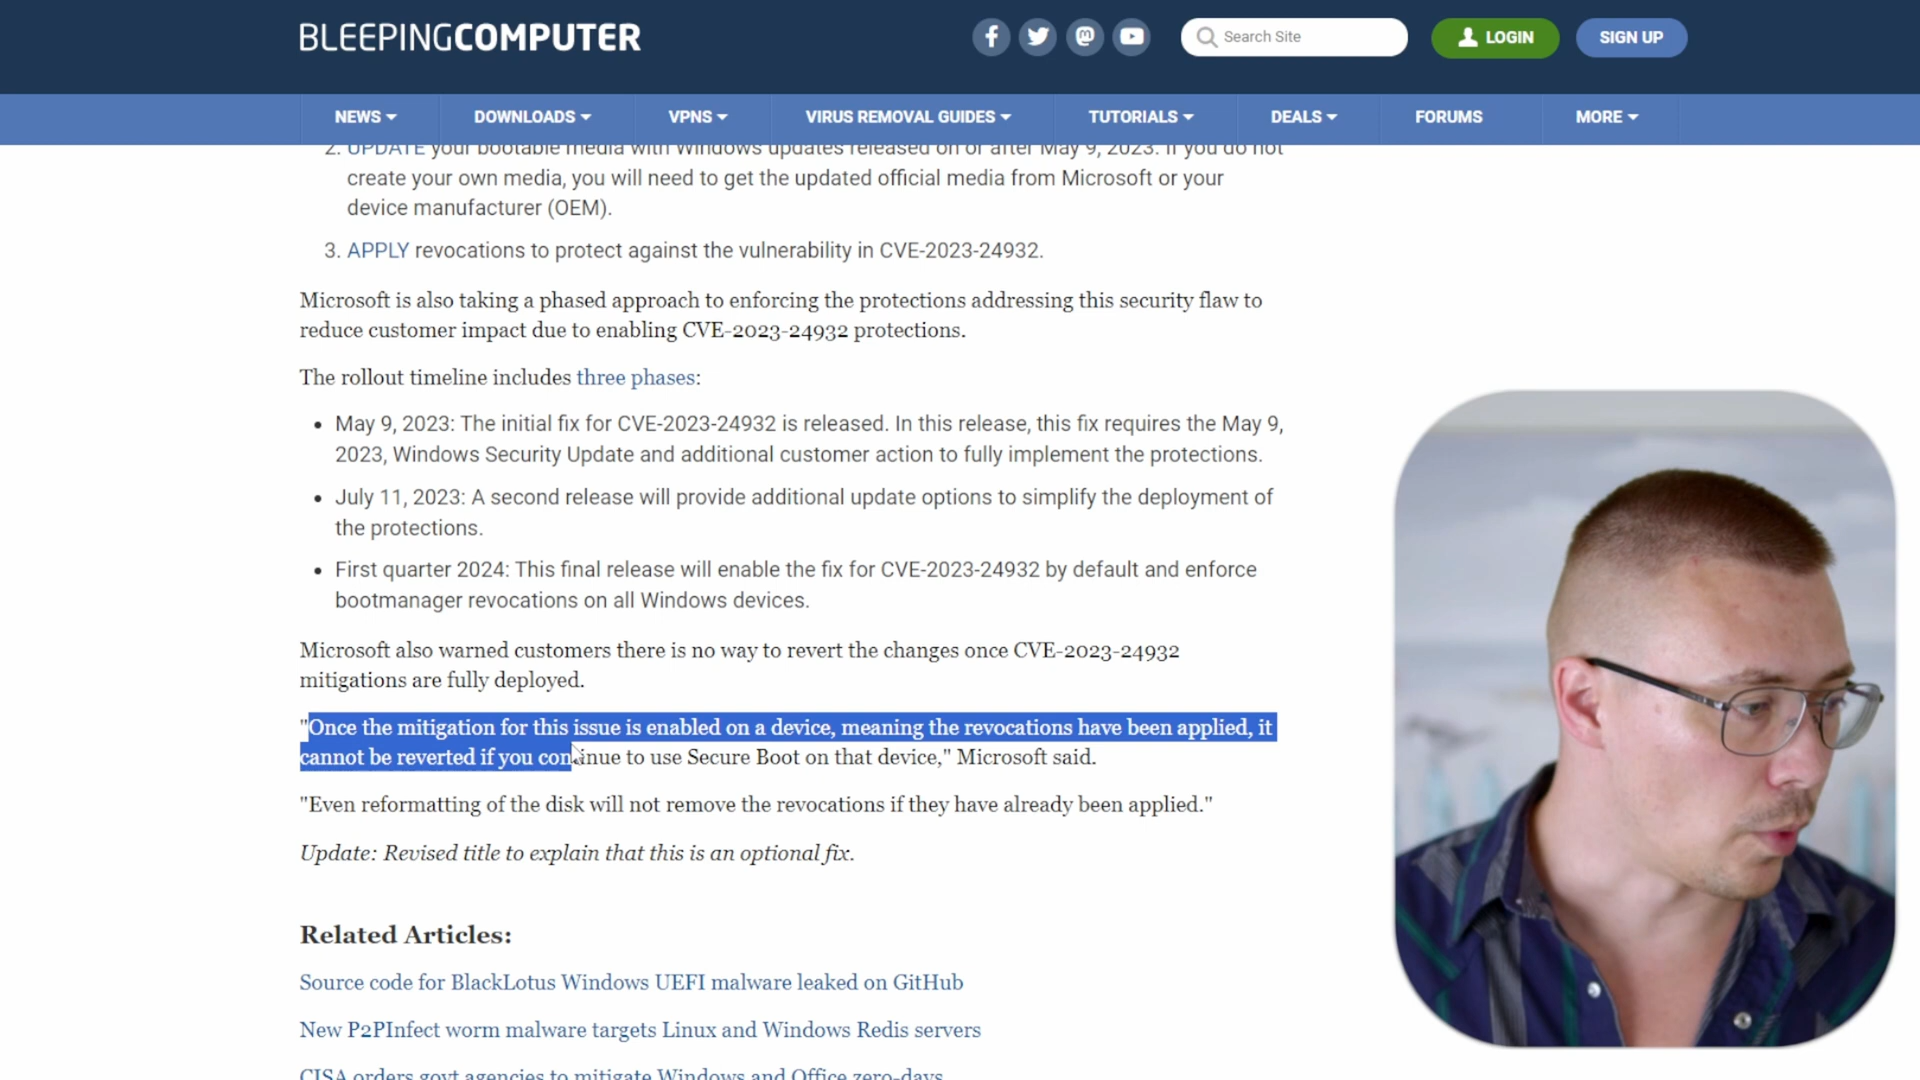 BLEEPINGCOMPUTER
Search Site
LOGIN
SIGN UP
NEWS
DOWNLOADS
VPNS
VIRUS REMOVAL GUIDES
TUTORIALS
DEALS
FORUMS
MORE
2. UPDATE your bootable media with Windows updates released on or after May 9, 2023. If you do not
create your own media, you will need to get the updated official media from Microsoft or your
device manufacturer (OEM).
3. APPLY revocations to protect against the vulnerability in CVE-2023-24932.
Microsoft is also taking a phased approach to enforcing the protections addressing this security flaw to
reduce customer impact due to enabling CVE-2023-24932 protections.
The rollout timeline includes three phases:
• May 9, 2023: The initial fix for CVE-2023-24932 is released. In this release, this fix requires the May 9,
2023, Windows Security Update and additional customer action to fully implement the protections.
• July 11, 2023: A second release will provide additional update options to simplify the deployment of
the protections.
• First quarter 2024: This final release will enable the fix for CVE-2023-24932 by default and enforce
bootmanager revocations on all Windows devices.
Microsoft also warned customers there is no way to revert the changes once CVE-2023-24932
mitigations are fully deployed.
"Once the mitigation for this issue is enabled on a device, meaning the revocations have been applied, it
cannot be reverted if you continue to use Secure Boot on that device," Microsoft said.
"Even reformatting of the disk will not remove the revocations if they have already been applied."
Update: Revised title to explain that this is an optional fix.
Related Articles:
Source code for BlackLotus Windows UEFI malware leaked on GitHub
New P2PInfect worm malware targets Linux and Windows Redis servers
CISA orders govt agencies to mitigate Windows and Office zero-days